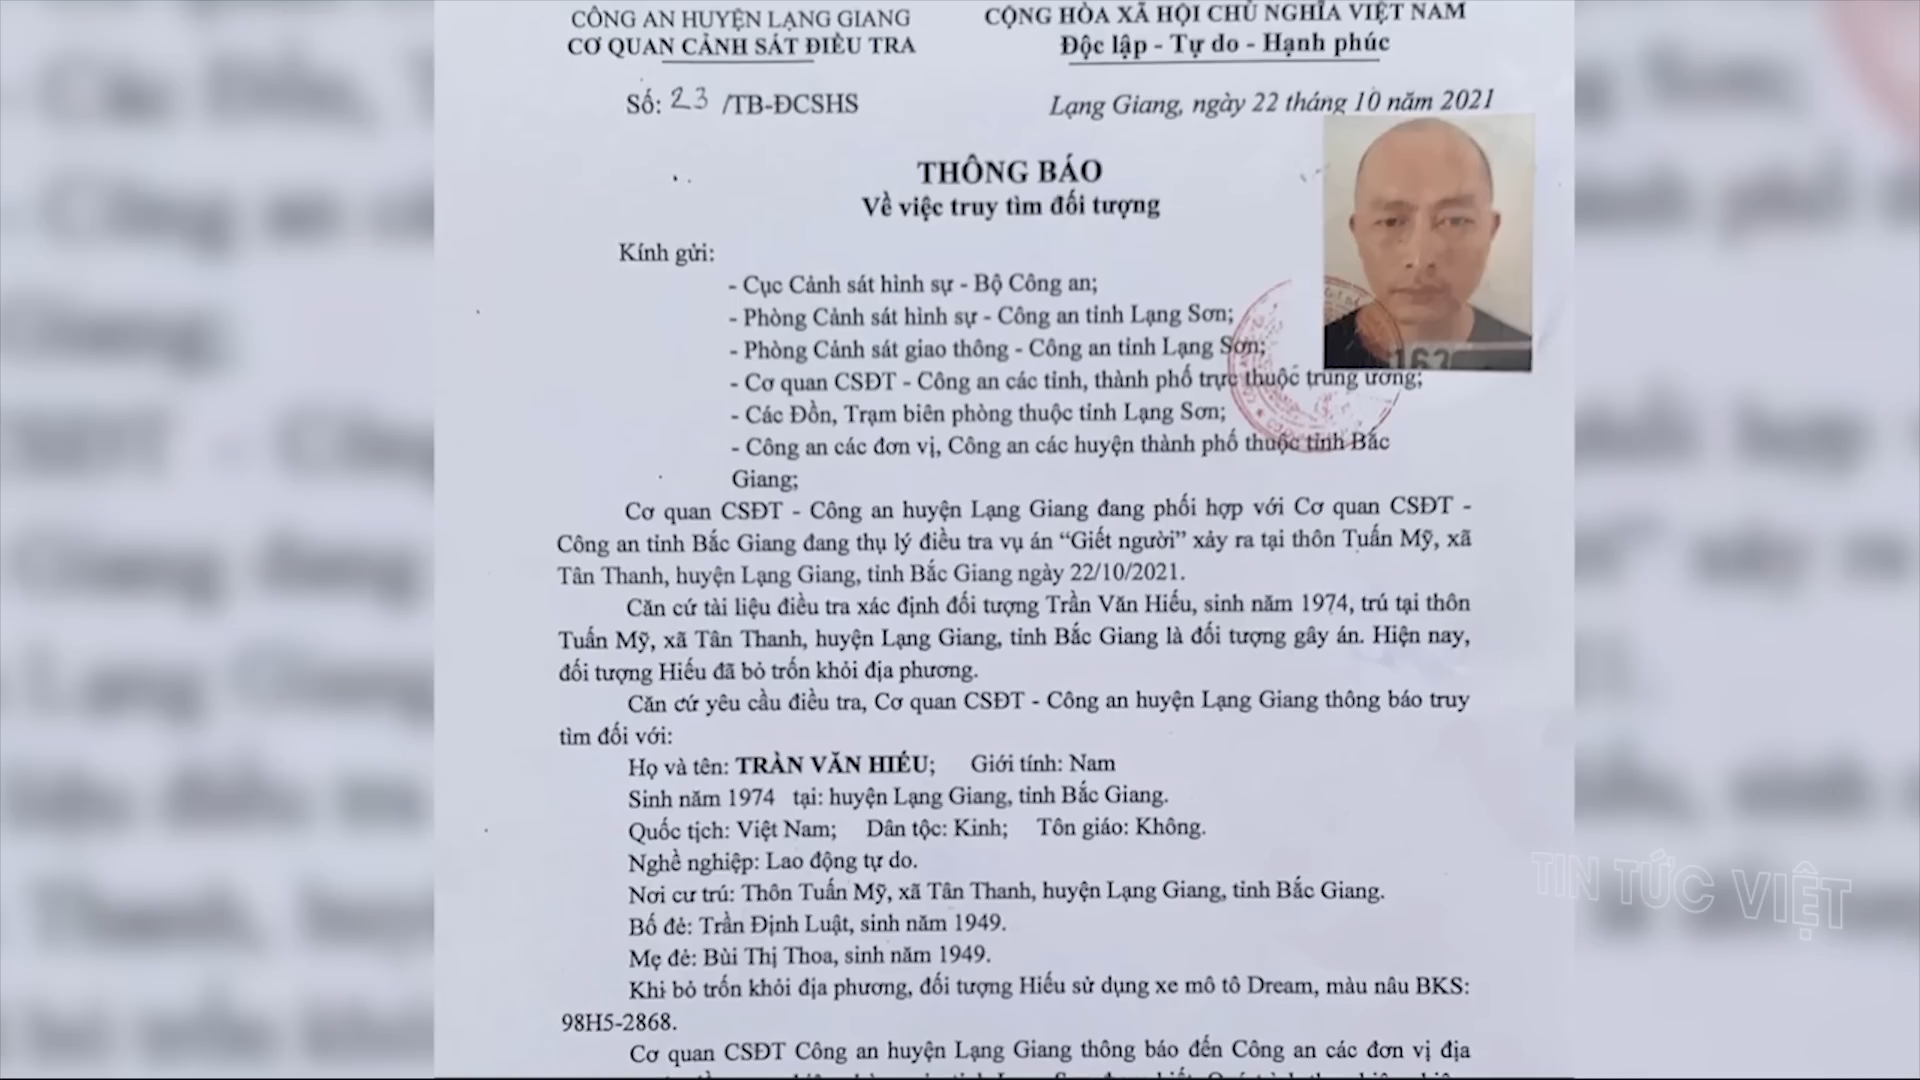 CÔNG AN HUYỆN LẠNG GIANG
CƠ QUAN CẢNH SÁT ĐIỀU TRA
CỘNG HÒA XÃ HỘI CHỦ NGHĨA VIỆT NAM
Độc lập - Tự do - Hạnh phúc
Số: 23 /TB-ĐCSHS
Lạng Giang, ngày 22 tháng 10 năm 2021
THÔNG BÁO
Về việc truy tìm đối tượng
Kính gửi:
- Cục Cảnh sát hình sự - Bộ Công an;
- Phòng Cảnh sát hình sự - Công an tỉnh Lạng Sơn;
- Phòng Cảnh sát giao thông - Công an tỉnh Lạng Sơn;
- Cơ quan CSĐT - Công an các tỉnh, thành phố trực thuộc trung ương;
- Các Đồn, Trạm biên phòng thuộc tỉnh Lạng Sơn;
- Công an các đơn vị, Công an các huyện thành phố thuộc tỉnh Bắc
Giang;
Cơ quan CSĐT - Công an huyện Lạng Giang đang phối hợp với Cơ quan CSĐT -
Công an tỉnh Bắc Giang đang thụ lý điều tra vụ án “Giết người” xảy ra tại thôn Tuấn Mỹ, xã
Tân Thanh, huyện Lạng Giang, tỉnh Bắc Giang ngày 22/10/2021.
Căn cứ tài liệu điều tra xác định đối tượng Trần Văn Hiếu, sinh năm 1974, trú tại thôn
Tuấn Mỹ, xã Tân Thanh, huyện Lạng Giang, tỉnh Bắc Giang là đối tượng gây án. Hiện nay,
đối tượng Hiếu đã bỏ trốn khỏi địa phương.
Căn cứ yêu cầu điều tra, Cơ quan CSĐT - Công an huyện Lạng Giang thông báo truy
tìm đối với:
Họ và tên: TRẦN VĂN HIẾU; Giới tính: Nam
Sinh năm 1974 tại: huyện Lạng Giang, tỉnh Bắc Giang.
Quốc tịch: Việt Nam; Dân tộc: Kinh; Tôn giáo: Không.
Nghề nghiệp: Lao động tự do.
Nơi cư trú: Thôn Tuấn Mỹ, xã Tân Thanh, huyện Lạng Giang, tỉnh Bắc Giang.
Bố đẻ: Trần Định Luật, sinh năm 1949.
Mẹ đẻ: Bùi Thị Thoa, sinh năm 1949.
Khi bỏ trốn khỏi địa phương, đối tượng Hiếu sử dụng xe mô tô Dream, màu nâu BKS:
98H5-2868.
Cơ quan CSĐT Công an huyện Lạng Giang thông báo đến Công an các đơn vị địa
TIN TỨC VIỆT